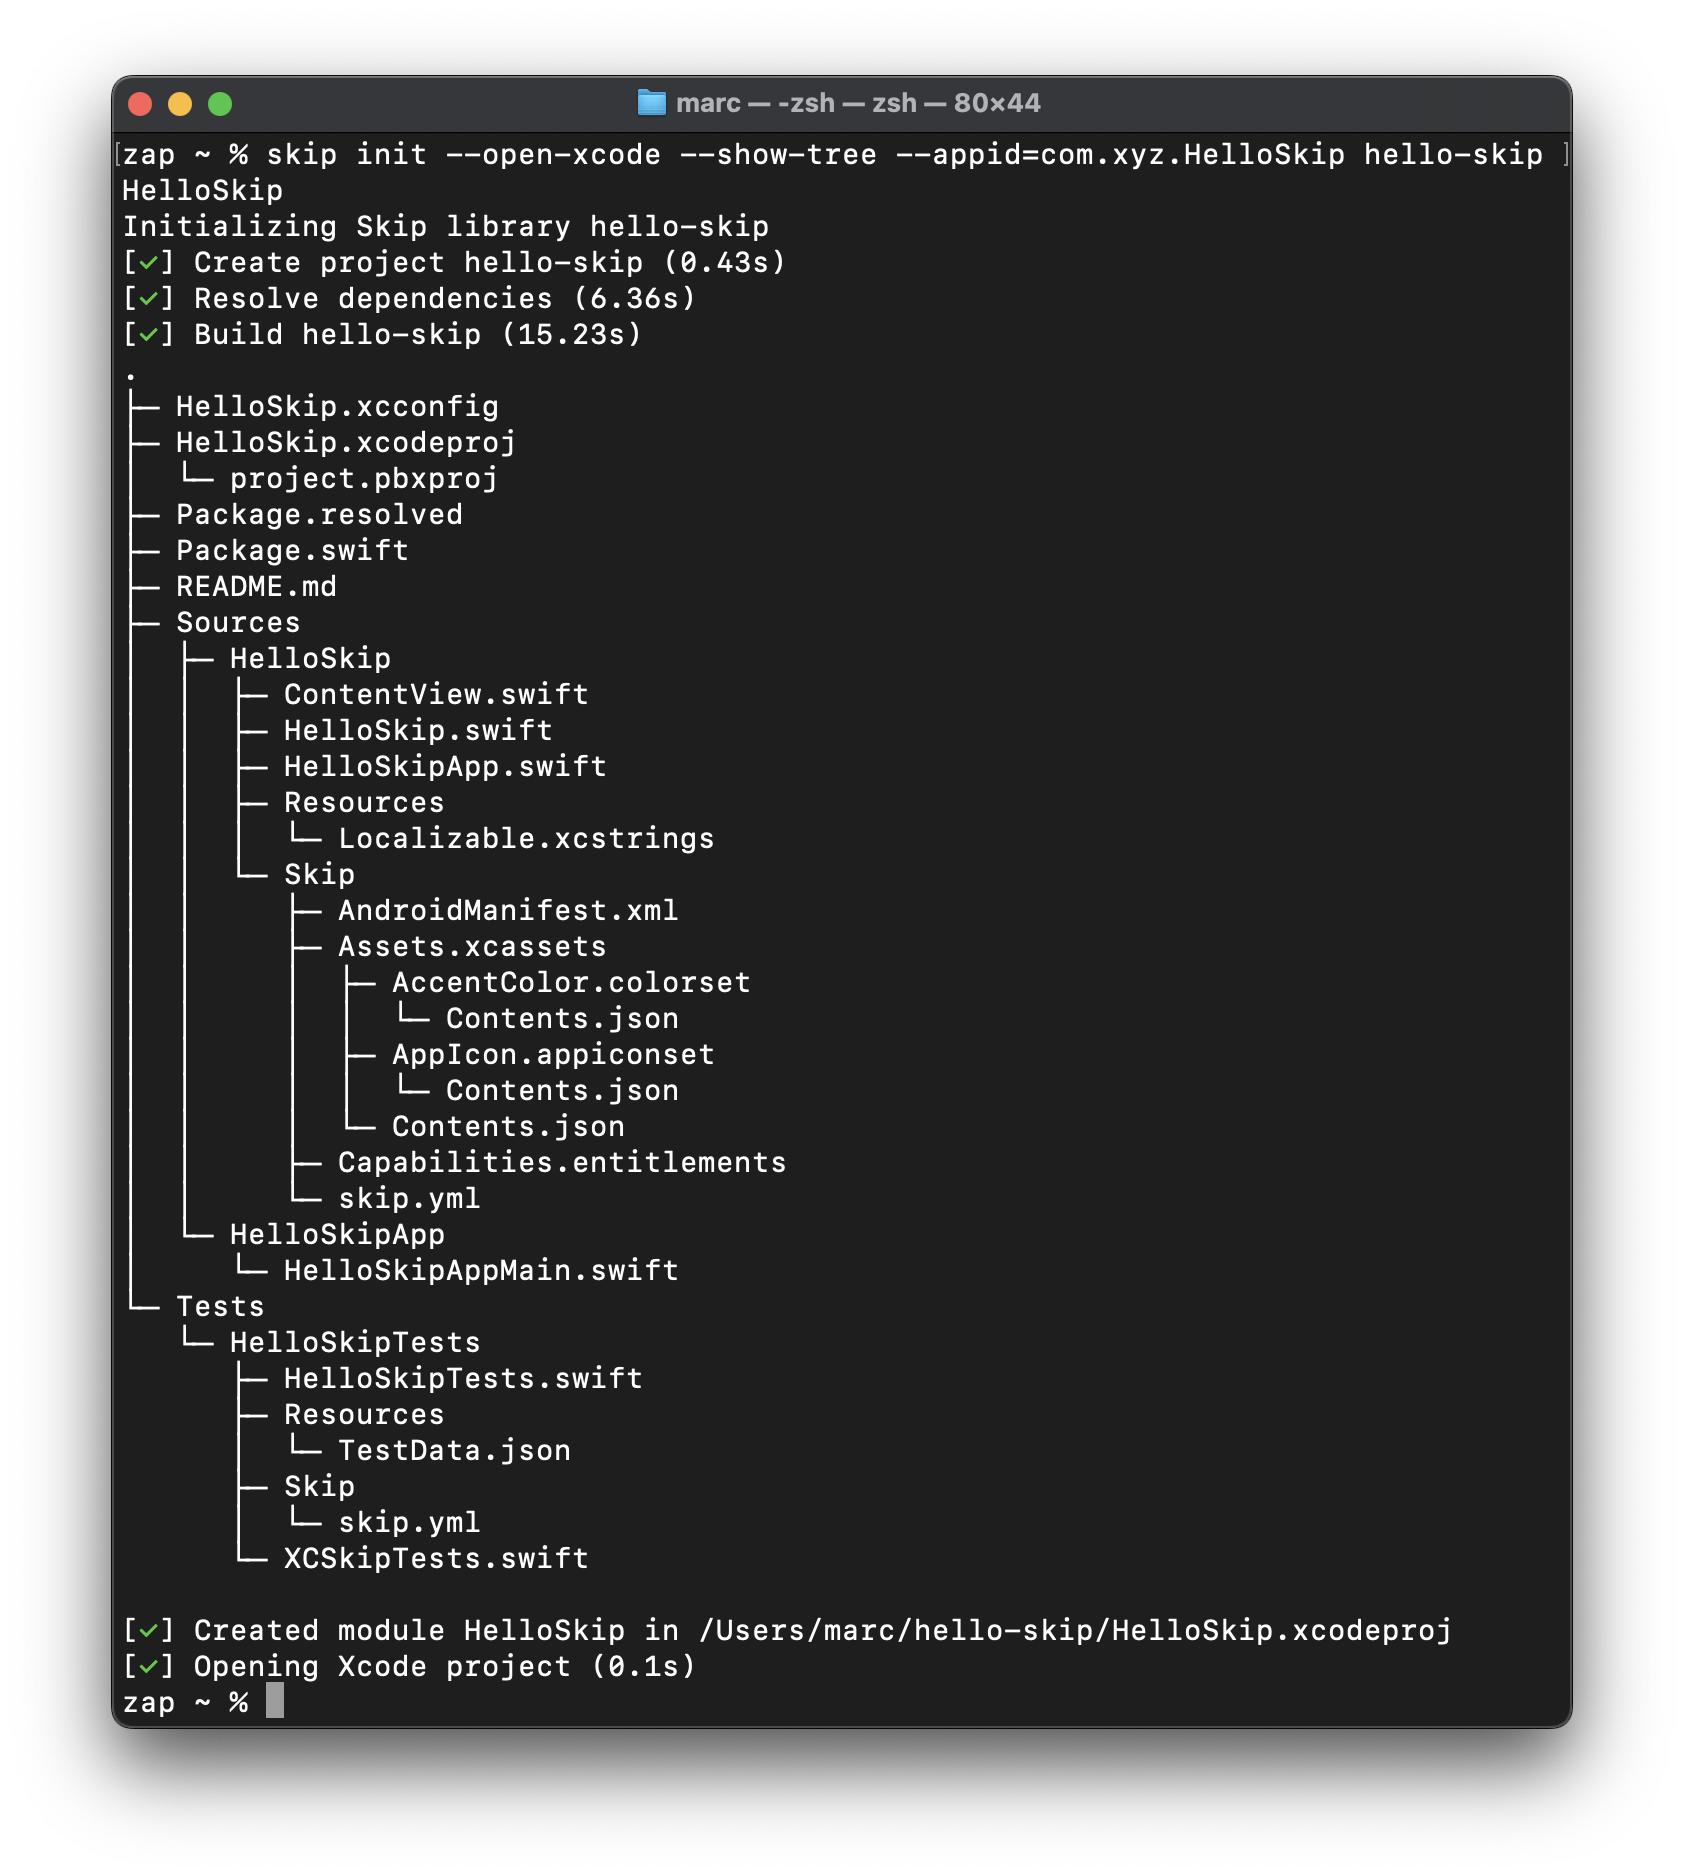 marc — -zsh — zsh — 80×44
[zap ~ % skip init --open-xcode --show-tree --appid=com.xyz.HelloSkip hello-skip ]
HelloSkip
Initializing Skip library hello-skip
[✓] Create project hello-skip (0.43s)
[✓] Resolve dependencies (6.36s)
[✓] Build hello-skip (15.23s)
.
├─ HelloSkip.xcconfig
├─ HelloSkip.xcodeproj
│  └─ project.pbxproj
├─ Package.resolved
├─ Package.swift
├─ README.md
├─ Sources
│  ├─ HelloSkip
│  │  ├─ ContentView.swift
│  │  ├─ HelloSkip.swift
│  │  ├─ HelloSkipApp.swift
│  │  ├─ Resources
│  │  │  └─ Localizable.xcstrings
│  │  └─ Skip
│  │     ├─ AndroidManifest.xml
│  │     ├─ Assets.xcassets
│  │     │  ├─ AccentColor.colorset
│  │     │  │  └─ Contents.json
│  │     │  ├─ AppIcon.appiconset
│  │     │  │  └─ Contents.json
│  │     │  └─ Contents.json
│  │     ├─ Capabilities.entitlements
│  │     └─ skip.yml
│  └─ HelloSkipApp
│     └─ HelloSkipAppMain.swift
└─ Tests
   └─ HelloSkipTests
      ├─ HelloSkipTests.swift
      ├─ Resources
      │  └─ TestData.json
      ├─ Skip
      │  └─ skip.yml
      └─ XCSkipTests.swift
[✓] Created module HelloSkip in /Users/marc/hello-skip/HelloSkip.xcodeproj
[✓] Opening Xcode project (0.1s)
zap ~ %